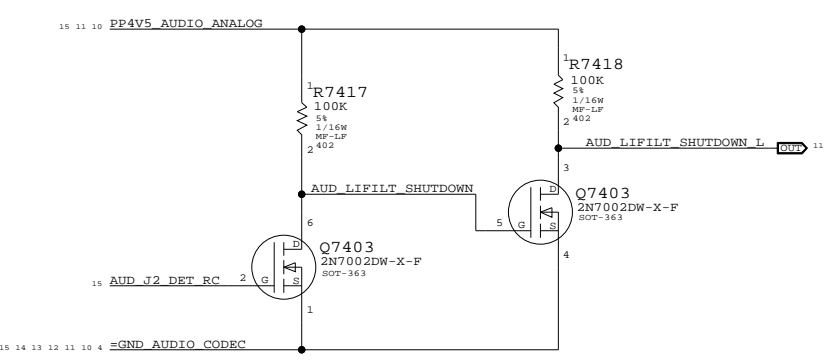 15 11 10 PP4V5_AUDIO_ANALOG
1
R7417
100K
5%
1/16W
MF-LF
402
2
1
R7418
100K
5%
1/16W
MF-LF
402
2
AUD_LIFILT_SHUTDOWN_L OUT 11
3
AUD_LIFILT_SHUTDOWN
D
Q7403
2N7002DW-X-F
SOT-363
5 G S
4
6
D
Q7403
2N7002DW-X-F
SOT-363
15 AUD_J2_DET_RC 2 G S
1
15 14 13 12 11 10 4 =GND_AUDIO_CODEC